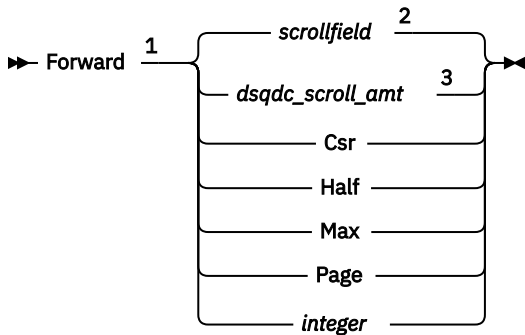 Forward 1
scrollfield 2
dsqdc_scroll_amt 3
Csr
Half
Max
Page
integer